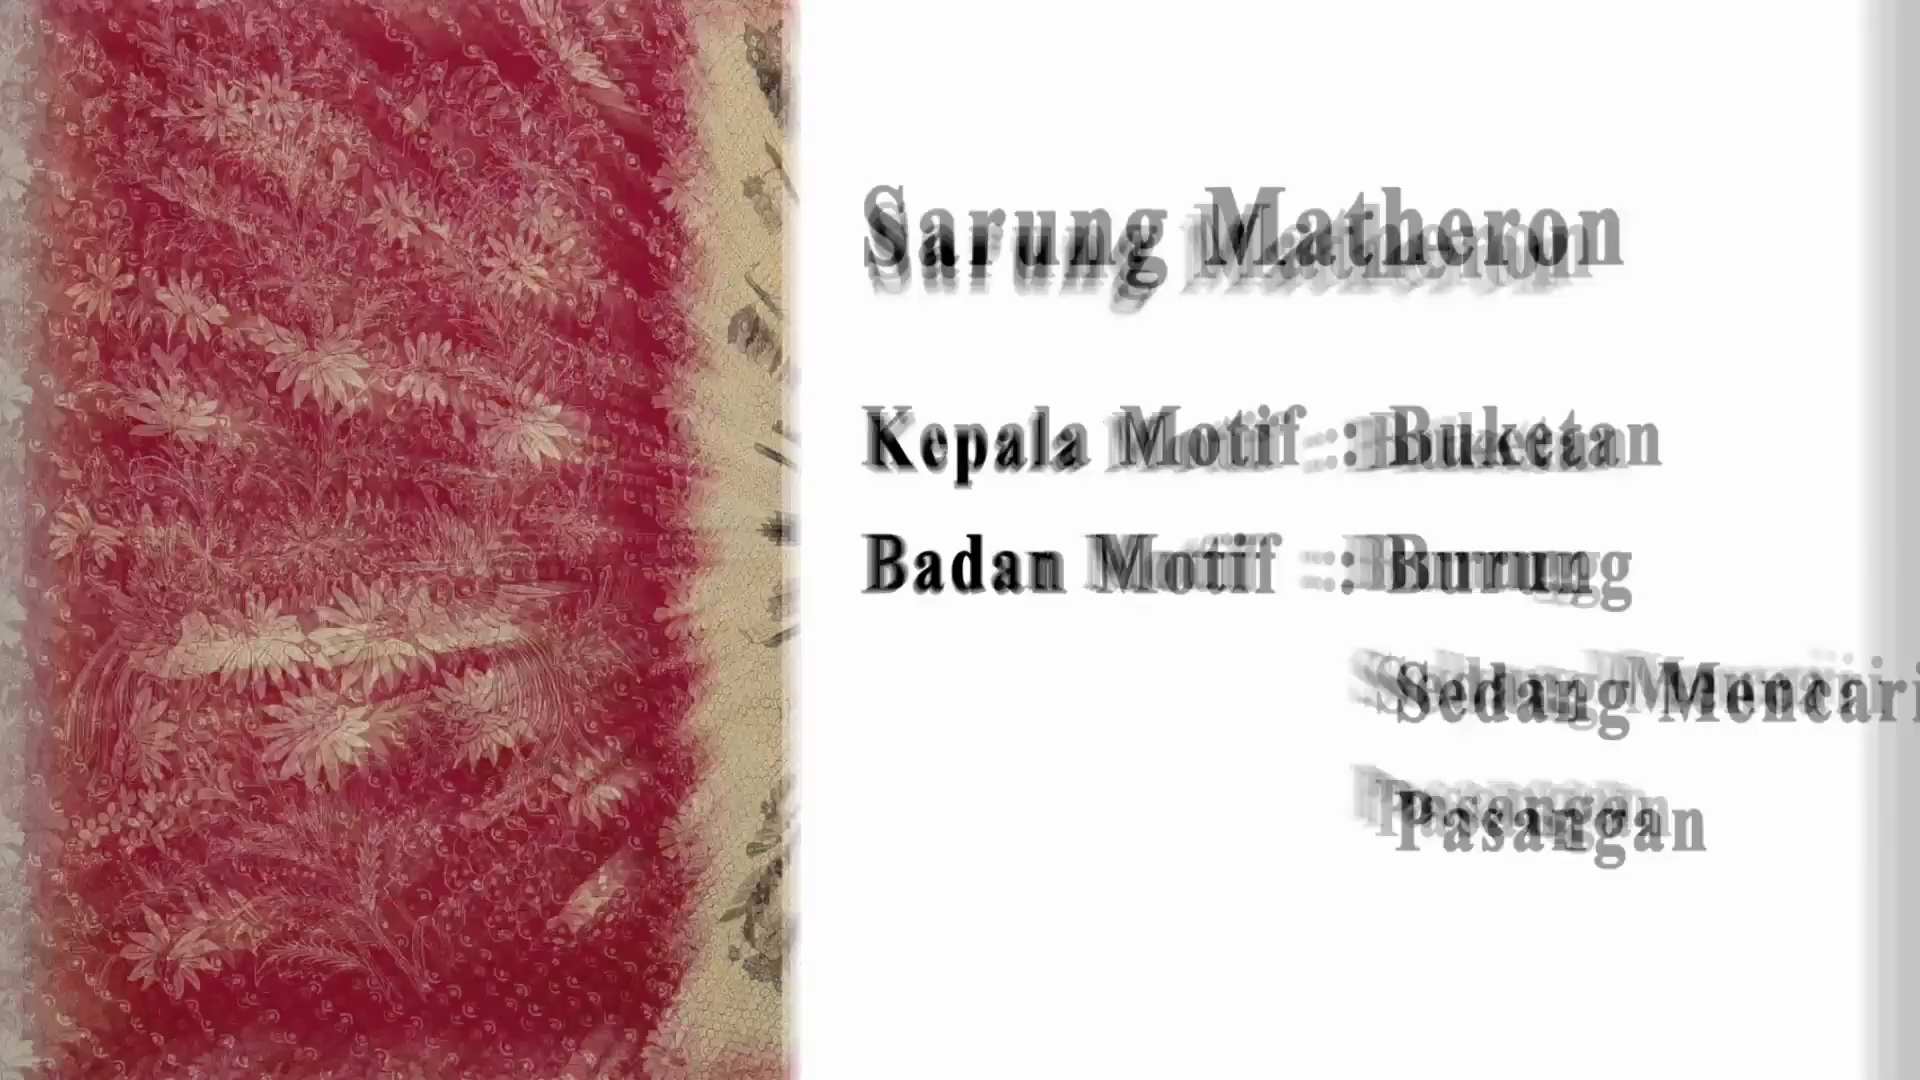 Sarung Matheron
Kepala Motif : Buketan
Badan Motif : Burung
Sedang Mencari
Pasangan